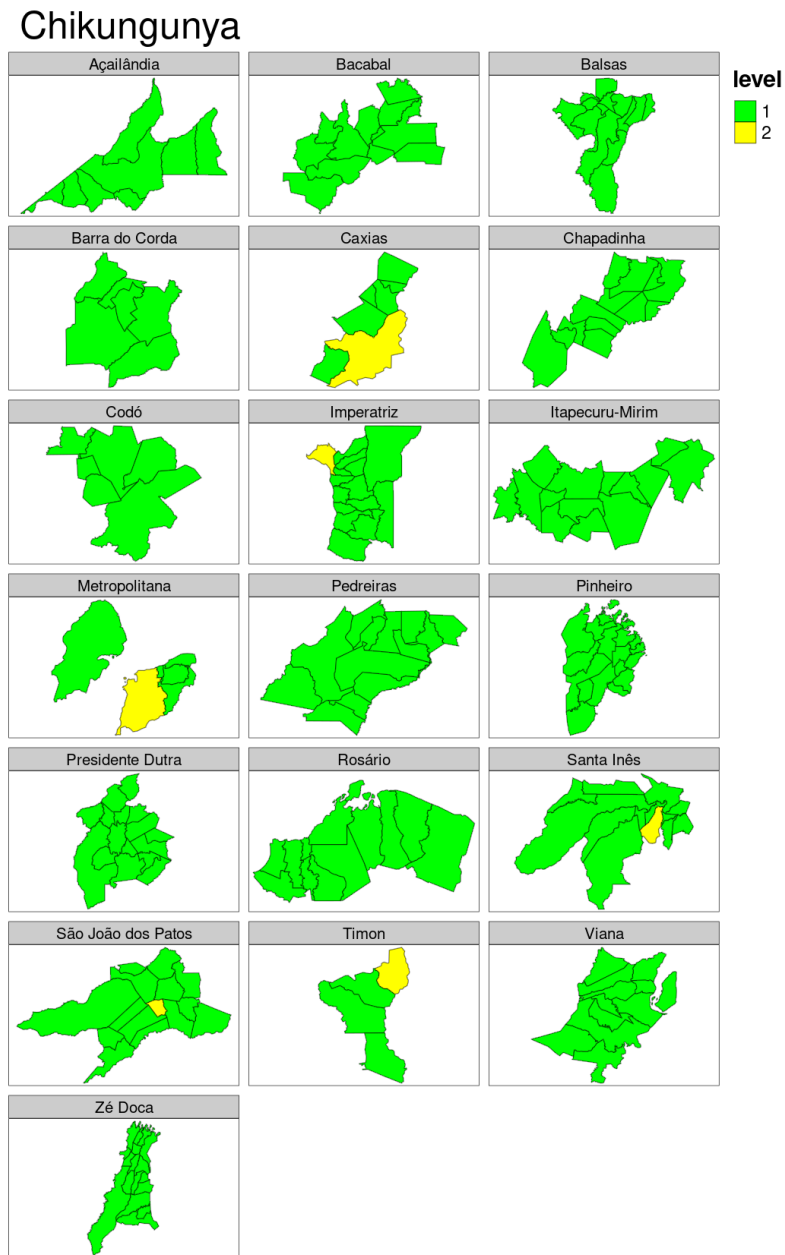 Chikungunya
Açailândia
Bacabal
Balsas
level
1
2
Barra do Corda
Caxias
Chapadinha
Codó
Imperatriz
Itapecuru-Mirim
Metropolitana
Pedreiras
Pinheiro
Presidente Dutra
Rosário
Santa Inês
São João dos Patos
Timon
Viana
Zé Doca